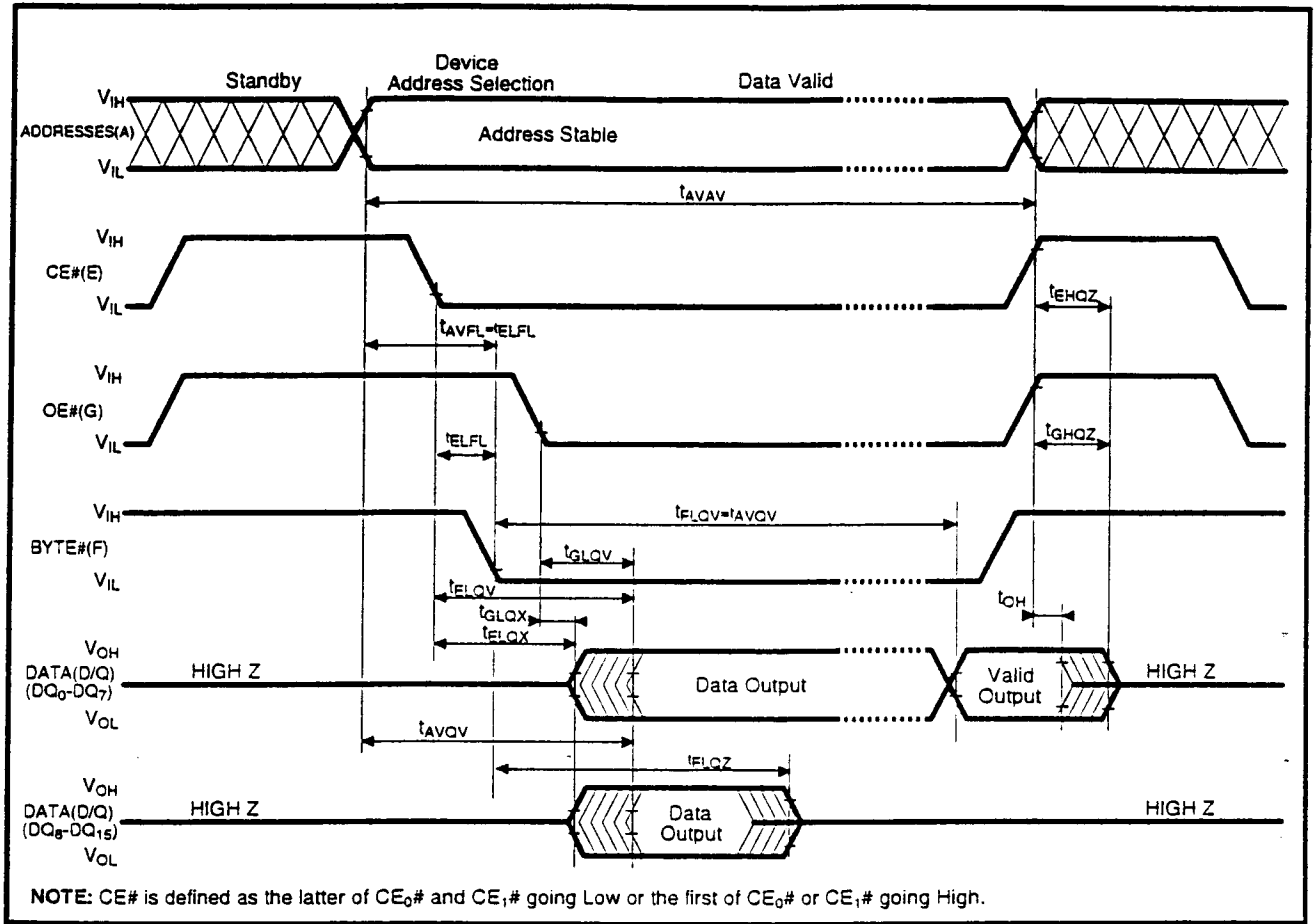 Standby
Device
Address Selection
Data Valid
VIH
ADDRESSES(A)
VIL
Address Stable
tAVAV
VIH
CE#(E)
VIL
tEHQZ
tAVFL=tELFL
VIH
OE#(G)
VIL
tELFL
tGHQZ
VIH
BYTE#(F)
VIL
tFLQV=tAVQV
tGLQV
tELQV
tGLQX
tELQX
tOH
VOH
DATA(D/Q)
(DQ0-DQ7)
VOL
HIGH Z
Data Output
Valid
Output
HIGH Z
tAVQV
tFLQZ
VOH
DATA(D/Q)
(DQ8-DQ15)
VOL
HIGH Z
Data
Output
HIGH Z
NOTE: CE# is defined as the latter of CE0# and CE1# going Low or the first of CE0# or CE1# going High.